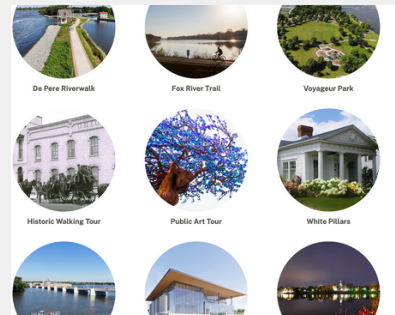 De Pere Riverwalk
Fox River Trail
Voyageur Park
Historic Walking Tour
Public Art Tour
White Pillars